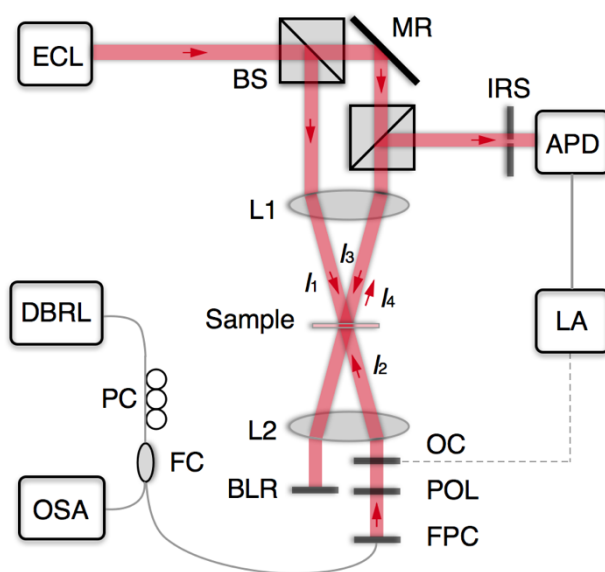 ECL
MR
BS
IRS
APD
L1
I1
I3
I4
DBRL
Sample
LA
I2
PC
L2
OC
FC
BLR
POL
OSA
FPC